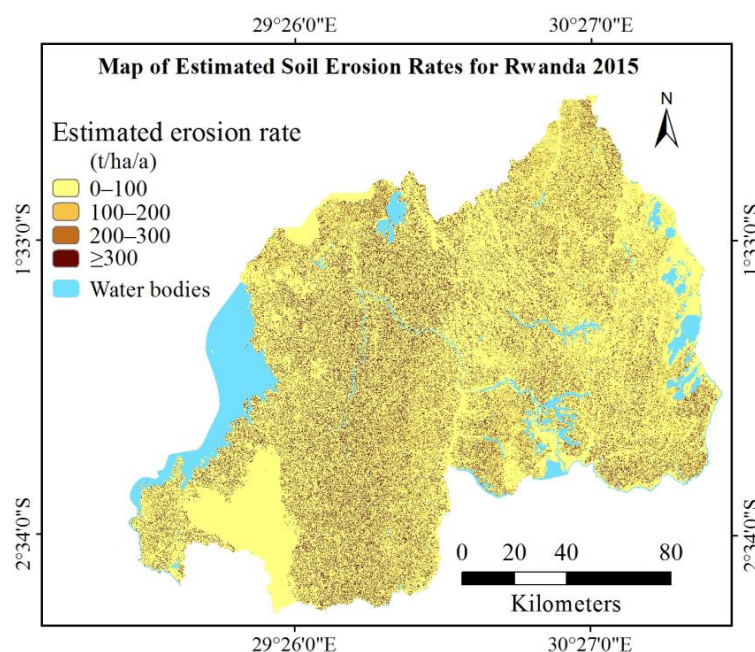 29°26'0"E 30°27'0"E
Map of Estimated Soil Erosion Rates for Rwanda 2015
N
Estimated erosion rate
(t/ha/a)
0–100
100–200
200–300
≥300
Water bodies
1°33'0"S 1°33'0"S
2°34'0"S 2°34'0"S
0 20 40 80
Kilometers
29°26'0"E 30°27'0"E